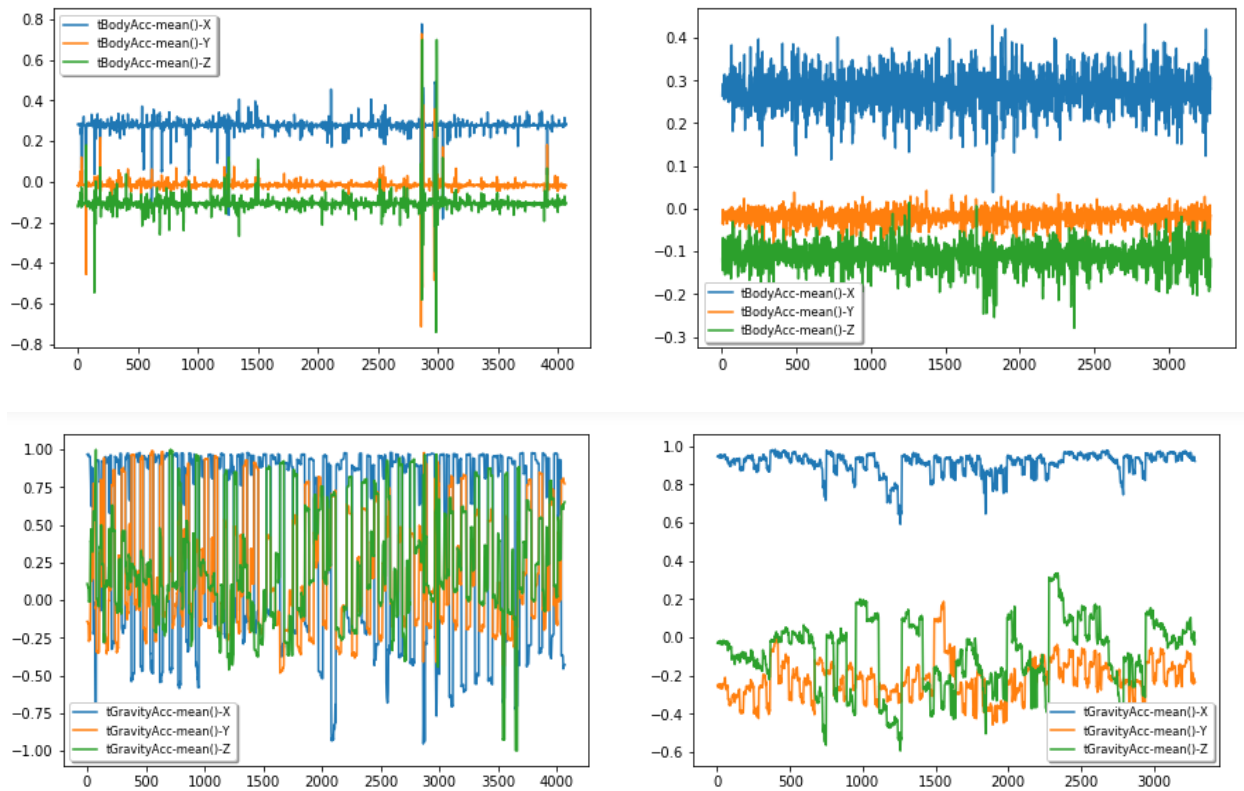 0.8
0.6
0.4
0.2
0.0
−0.2
−0.4
−0.6
−0.8
tBodyAcc-mean()-X
tBodyAcc-mean()-Y
tBodyAcc-mean()-Z
0 500 1000 1500 2000 2500 3000 3500 4000
0.4
0.3
0.2
0.1
0.0
−0.1
−0.2
−0.3
tBodyAcc-mean()-X
tBodyAcc-mean()-Y
tBodyAcc-mean()-Z
0 500 1000 1500 2000 2500 3000
1.00
0.75
0.50
0.25
0.00
−0.25
−0.50
−0.75
−1.00
tGravityAcc-mean()-X
tGravityAcc-mean()-Y
tGravityAcc-mean()-Z
0 500 1000 1500 2000 2500 3000 3500 4000
1.0
0.8
0.6
0.4
0.2
0.0
−0.2
−0.4
−0.6
tGravityAcc-mean()-X
tGravityAcc-mean()-Y
tGravityAcc-mean()-Z
0 500 1000 1500 2000 2500 3000